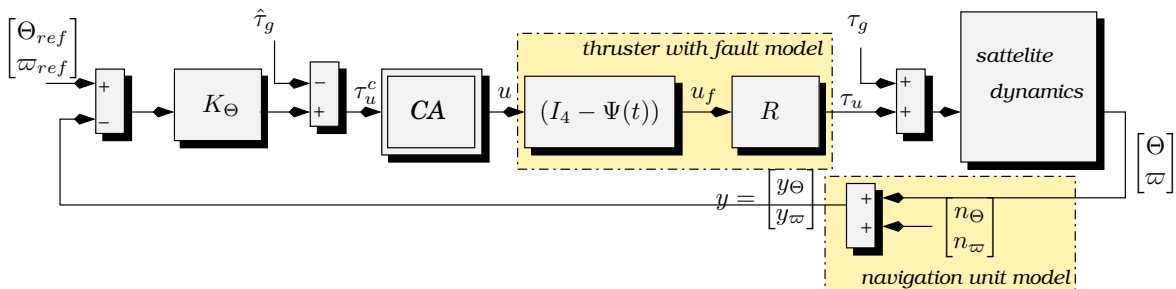 [Θ_ref
ϖ_ref]
+
−
K_Θ
τ̂_g
−
+
τ_u^c
CA
u
thruster with fault model
(I_4 − Ψ(t))
u_f
R
τ_u
τ_g
+
+
sattelite
dynamics
[Θ
ϖ]
y = [y_Θ
y_ϖ]
+
+
[n_Θ
n_ϖ]
navigation unit model